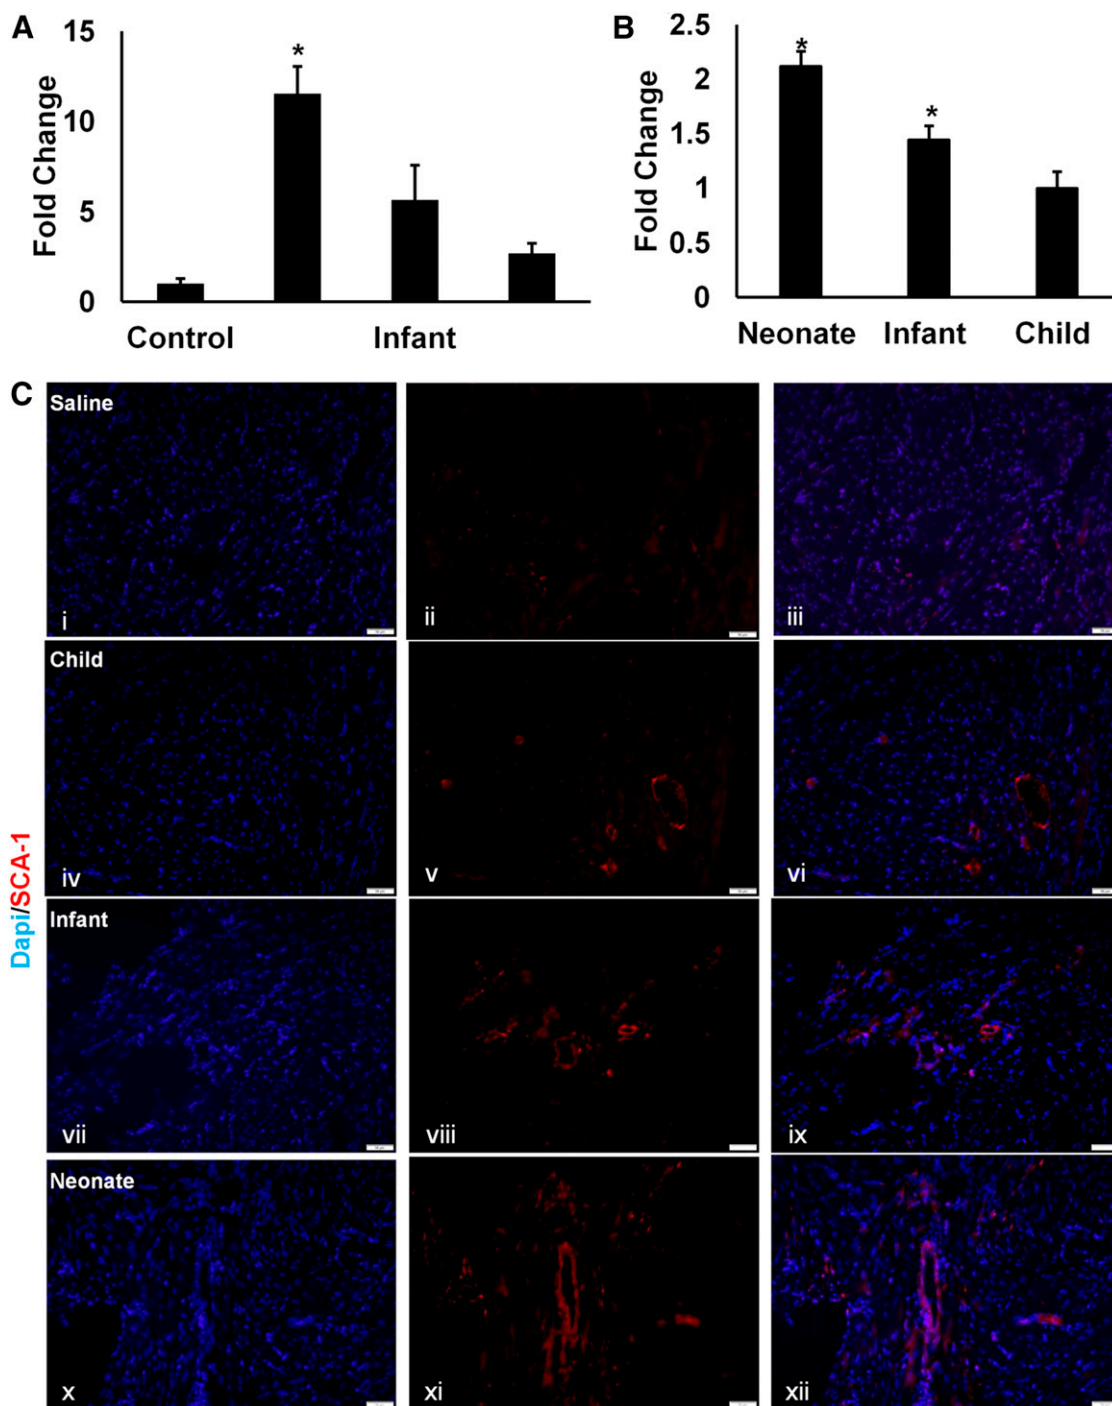 A
15
*
10
Fold Change
5
0
Control Infant
B
2.5
*
2
*
1.5
Fold Change
1
0.5
0
Neonate Infant Child
C
Saline
i
ii
iii
Child
iv
v
vi
Dapi/SCA-1
Infant
vii
viii
ix
Neonate
x
xi
xii